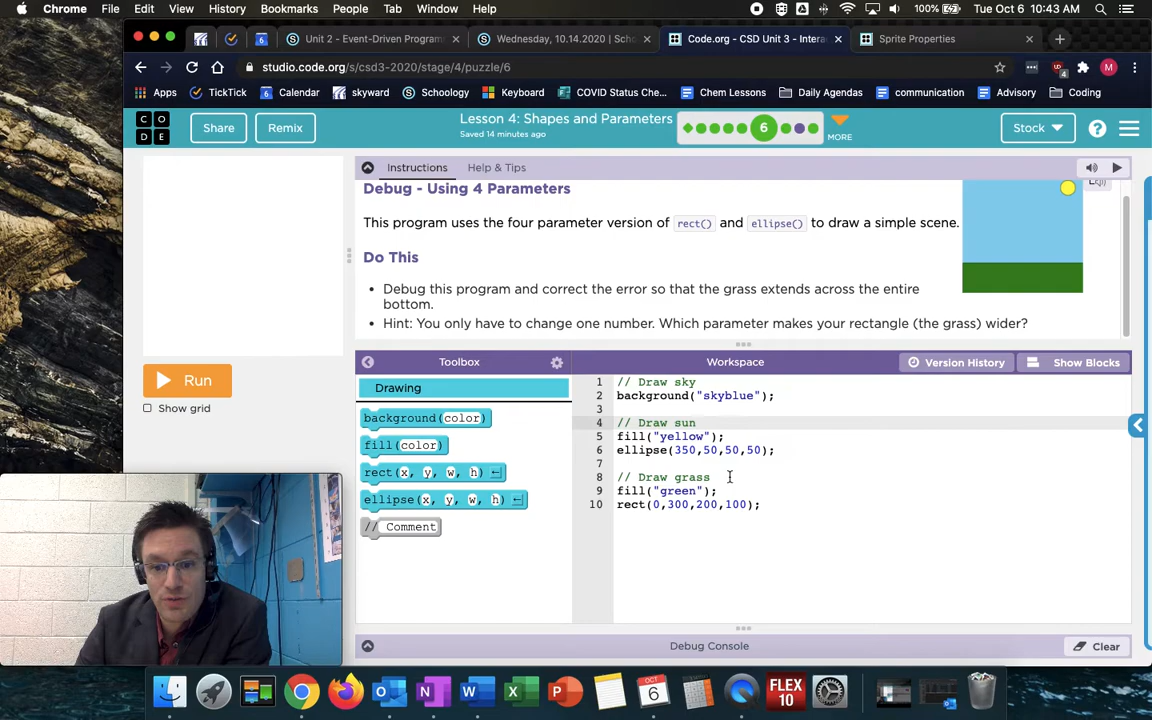 Chrome File Edit View History Bookmarks People Tab Window Help 100% Tue Oct 6 10:43 AM
6 Unit 2 - Event-Driven Program Wednesday, 10.14.2020 | Sch Code.org - CSD Unit 3 - Intera Sprite Properties
studio.code.org/s/csd3-2020/stage/4/puzzle/6 4 M
Apps TickTick 6 Calendar skyward Schoology Keyboard COVID Status Che... Chem Lessons Daily Agendas communication Advisory Coding
C O D E Share Remix Lesson 4: Shapes and Parameters 6 MORE Stock ?
Saved 14 minutes ago
Instructions Help & Tips
Debug - Using 4 Parameters
This program uses the four parameter version of rect() and ellipse() to draw a simple scene.
Do This
• Debug this program and correct the error so that the grass extends across the entire
bottom.
• Hint: You only have to change one number. Which parameter makes your rectangle (the grass) wider?
Run
Show grid
Toolbox Workspace Version History Show Blocks
Drawing
background(color)
fill(color)
rect(x, y, w, h)
ellipse(x, y, w, h)
// Comment
1 // Draw sky
2 background("skyblue");
3
4 // Draw sun
5 fill("yellow");
6 ellipse(350,50,50,50);
7
8 // Draw grass
9 fill("green");
10 rect(0,300,200,100);
Debug Console Clear
OCT 6 FLEX 10